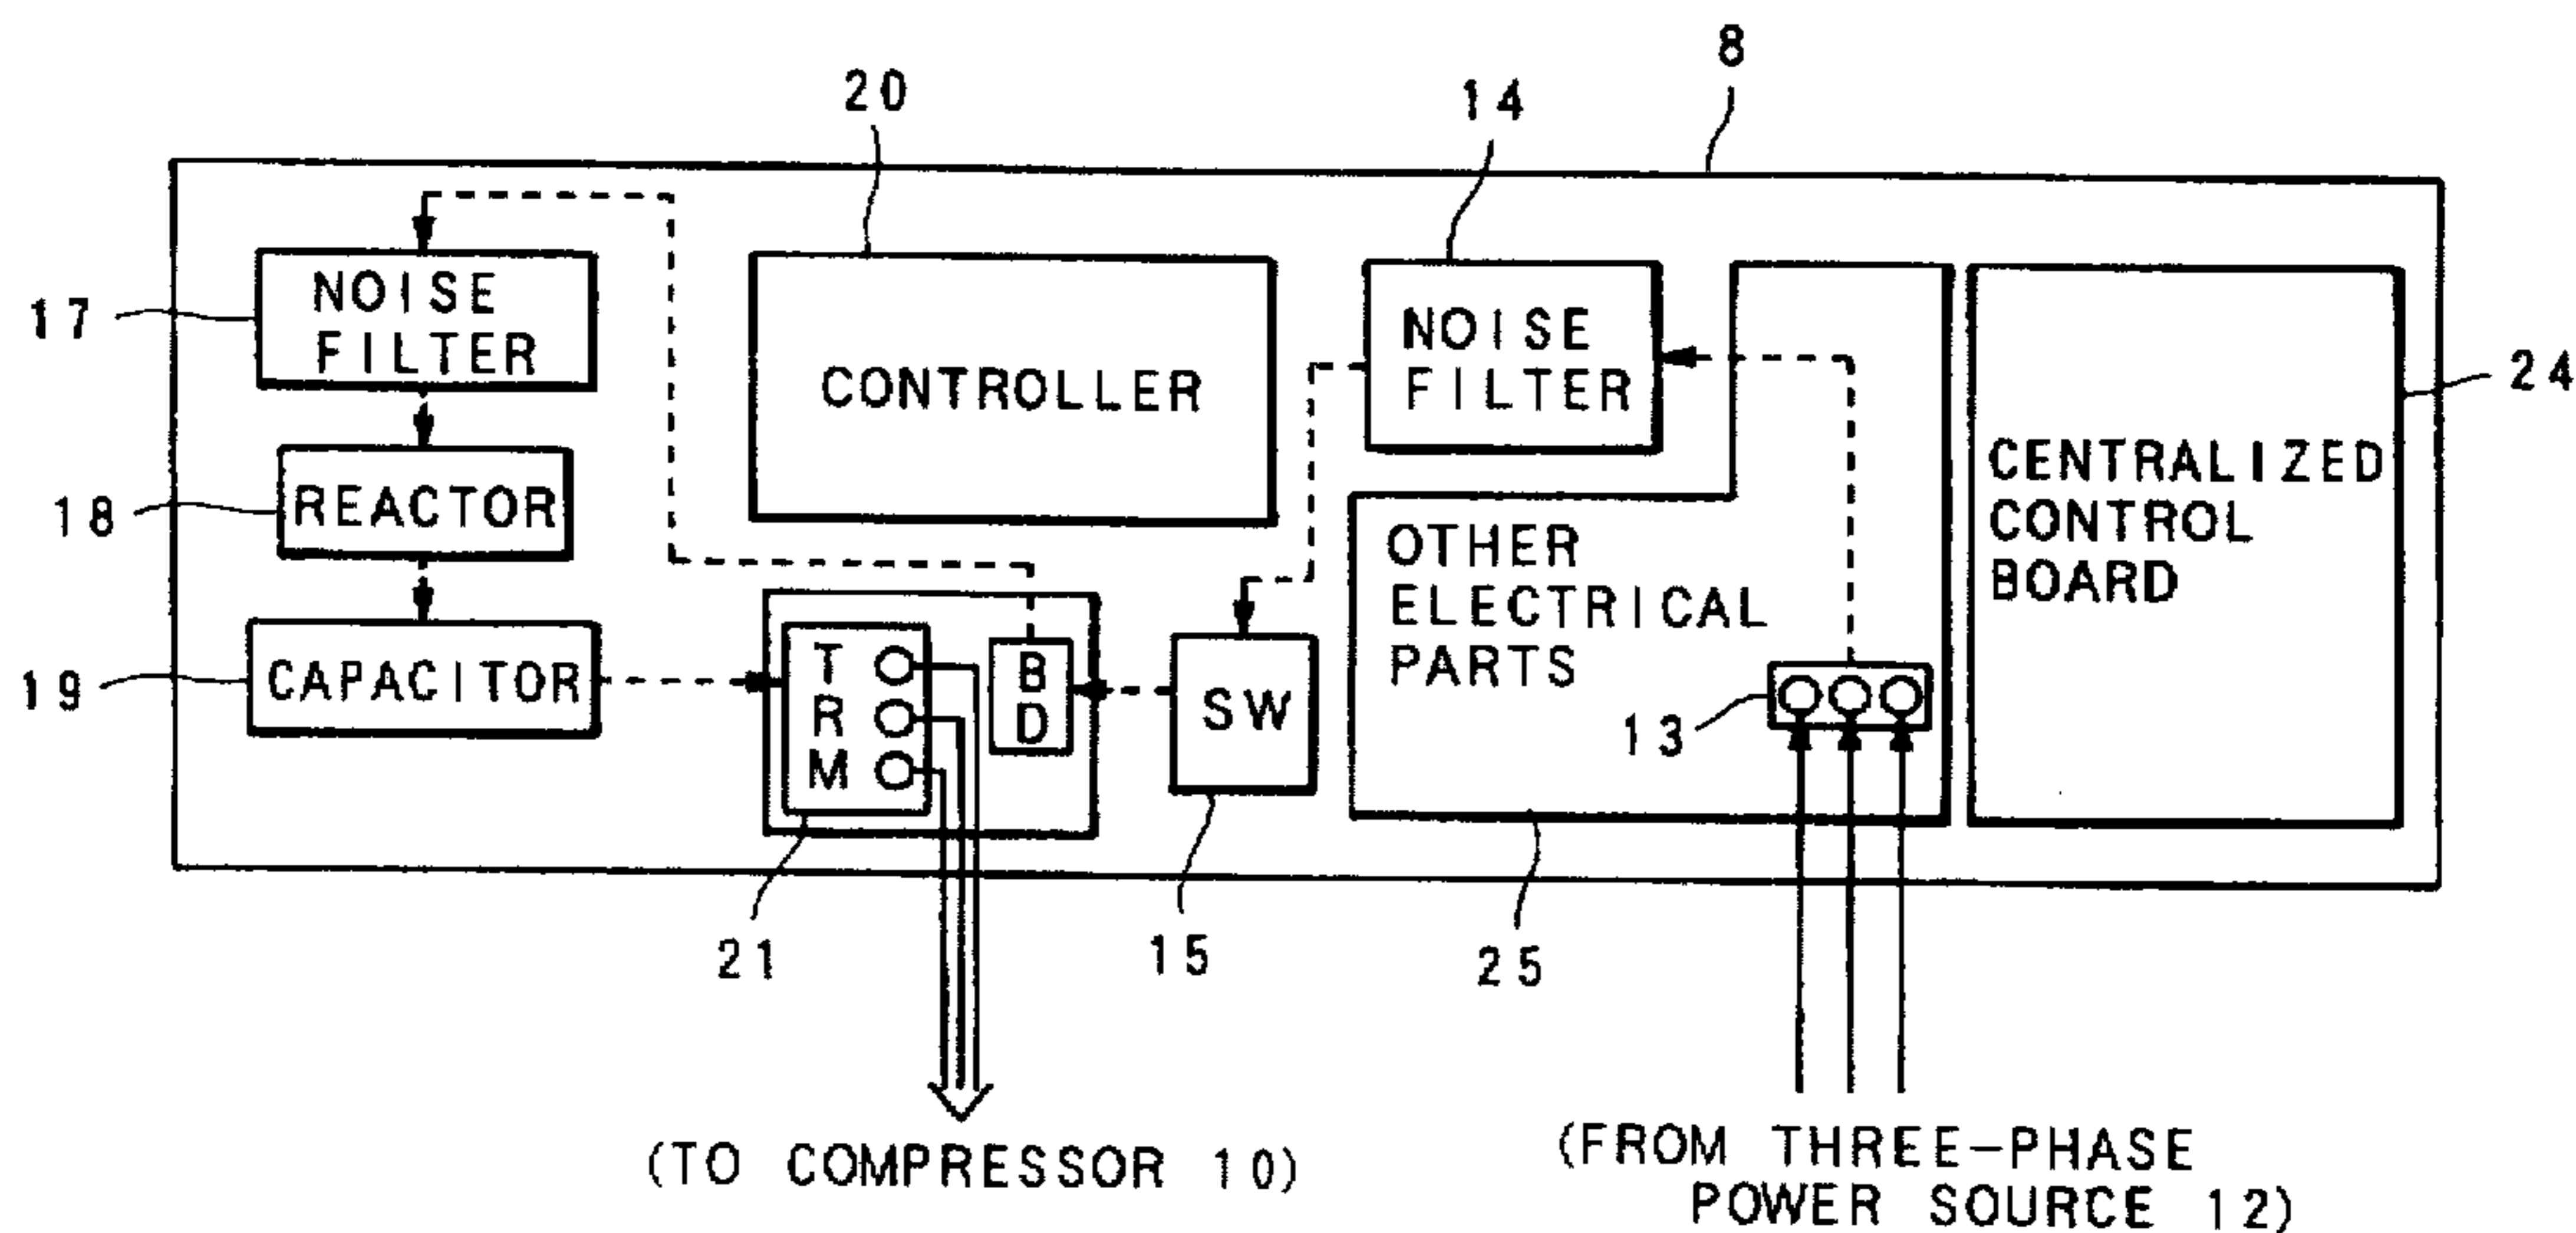 8
20
14
17
NOISE
FILTER
CONTROLLER
NOISE
FILTER
24
CENTRALIZED
CONTROL
BOARD
18
REACTOR
OTHER
ELECTRICAL
PARTS
19
CAPACITOR
T
R
M
B
D
SW
13
21
15
25
(TO COMPRESSOR 10)
(FROM THREE-PHASE
POWER SOURCE 12)